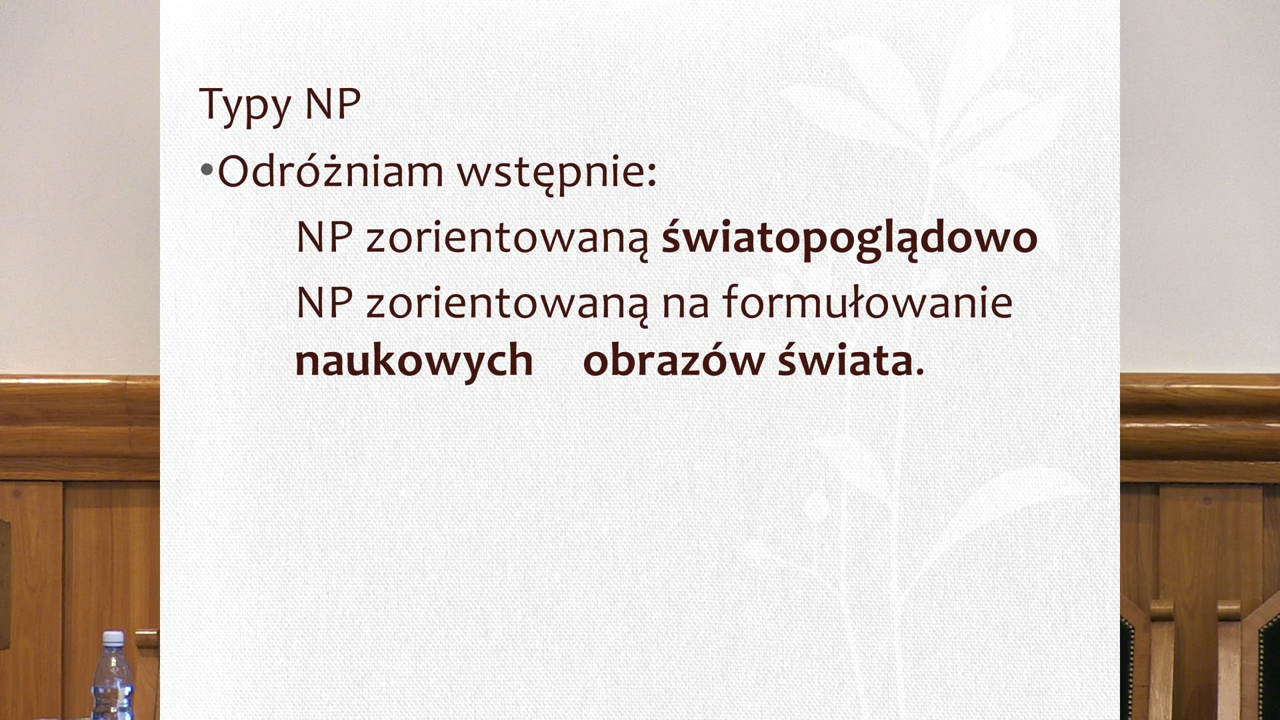 Typy NP
•Odróżniam wstępnie:
NP zorientowaną światopoglądowo
NP zorientowaną na formułowanie
naukowych obrazów świata.